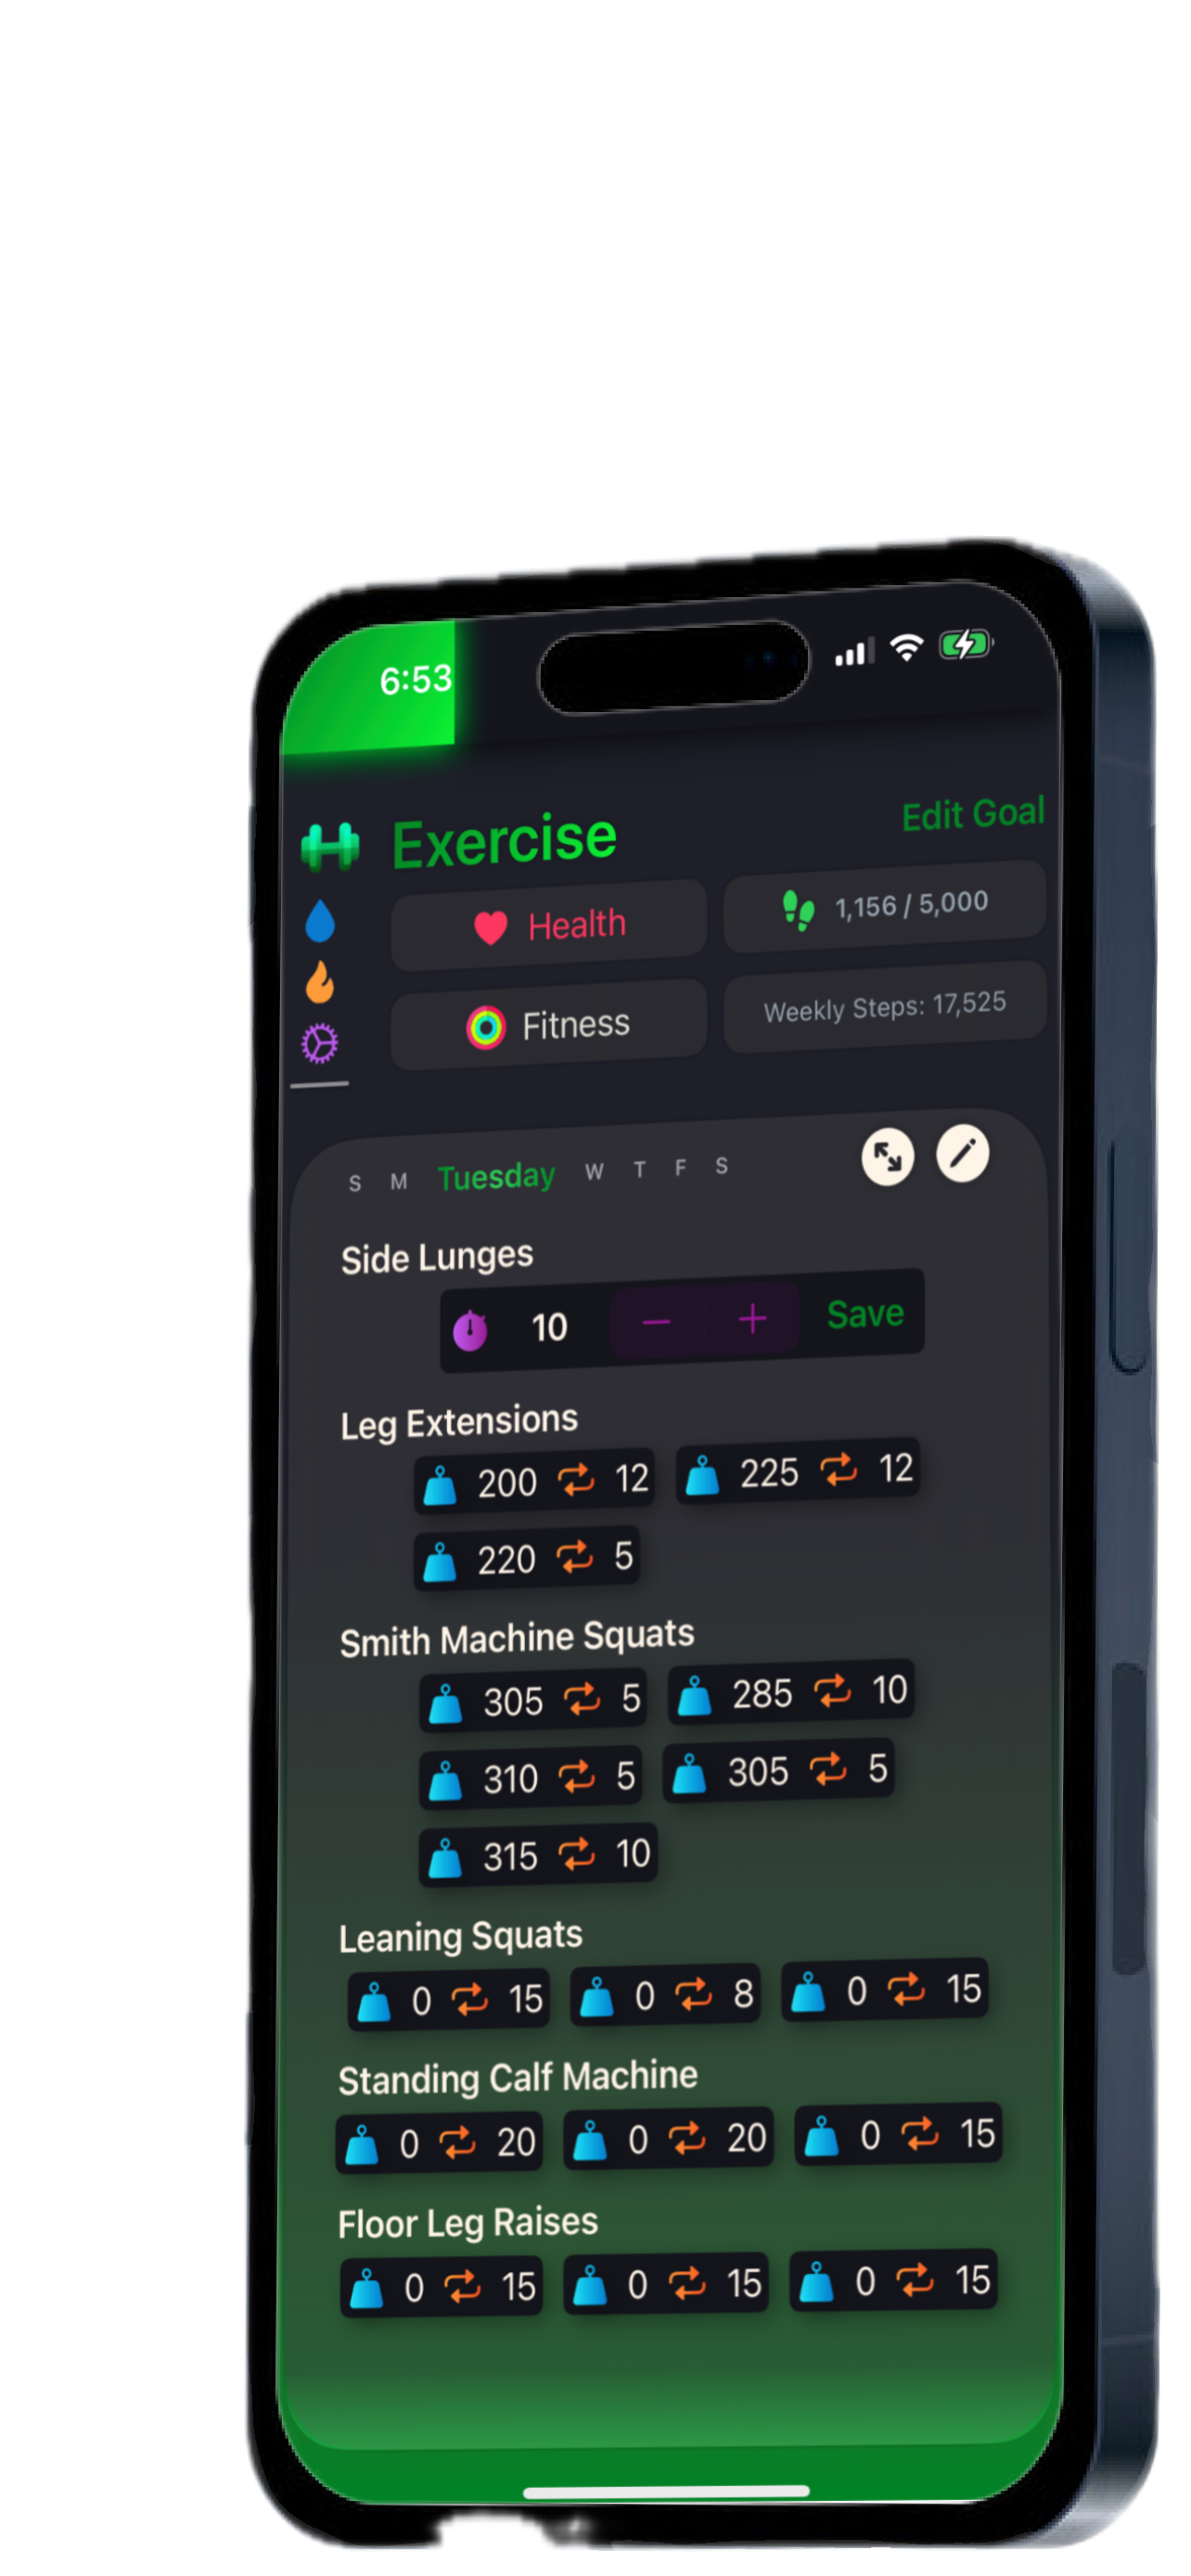 6:53
Exercise
Edit Goal
Health
1,156 / 5,000
Fitness
Weekly Steps: 17,525
S M Tuesday W T F S
Side Lunges
10 − + Save
Leg Extensions
200 12 225 12
220 5
Smith Machine Squats
305 5 285 10
310 5 305 5
315 10
Leaning Squats
0 15 0 8 0 15
Standing Calf Machine
0 20 0 20 0 15
Floor Leg Raises
0 15 0 15 0 15